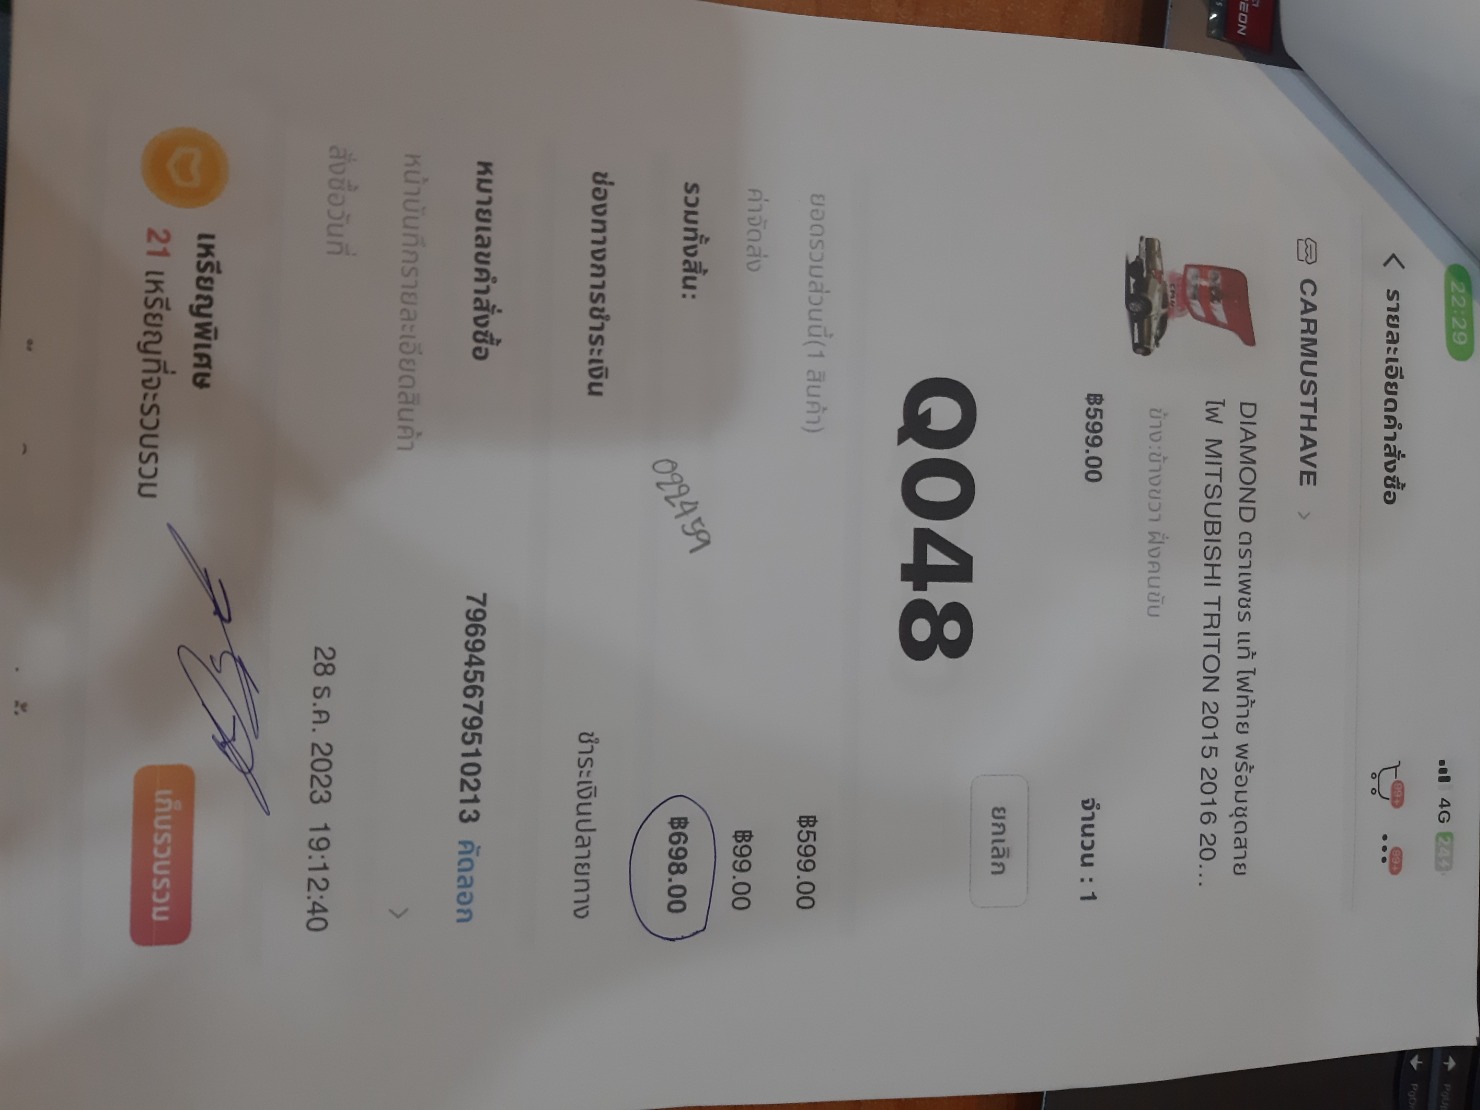 22:29
4G 24
< รายละเอียดคำสั่งซื้อ
99+ 99+
CARMUSTHAVE >
DIAMOND ตราเพชร แท้ ไฟท้าย พร้อมชุดสาย
ไฟ MITSUBISHI TRITON 2015 2016 20...
ข้าง:ข้างขวา ฝั่งคนขับ
฿599.00 จำนวน : 1
ยกเลิก
Q048
ยอดรวมส่วนนี้(1 สินค้า) ฿599.00
ค่าจัดส่ง ฿99.00
รวมทั้งสิ้น: ฿698.00
ช่องทางการชำระเงิน ชำระเงินปลายทาง
หมายเลขคำสั่งซื้อ 796945679510213 คัดลอก
หน้าบันทึกรายละเอียดสินค้า >
สั่งซื้อวันที่ 28 ธ.ค. 2023 19:12:40
เหรียญพิเศษ
21 เหรียญที่จะรวบรวม
เก็บรวบรวม
EON